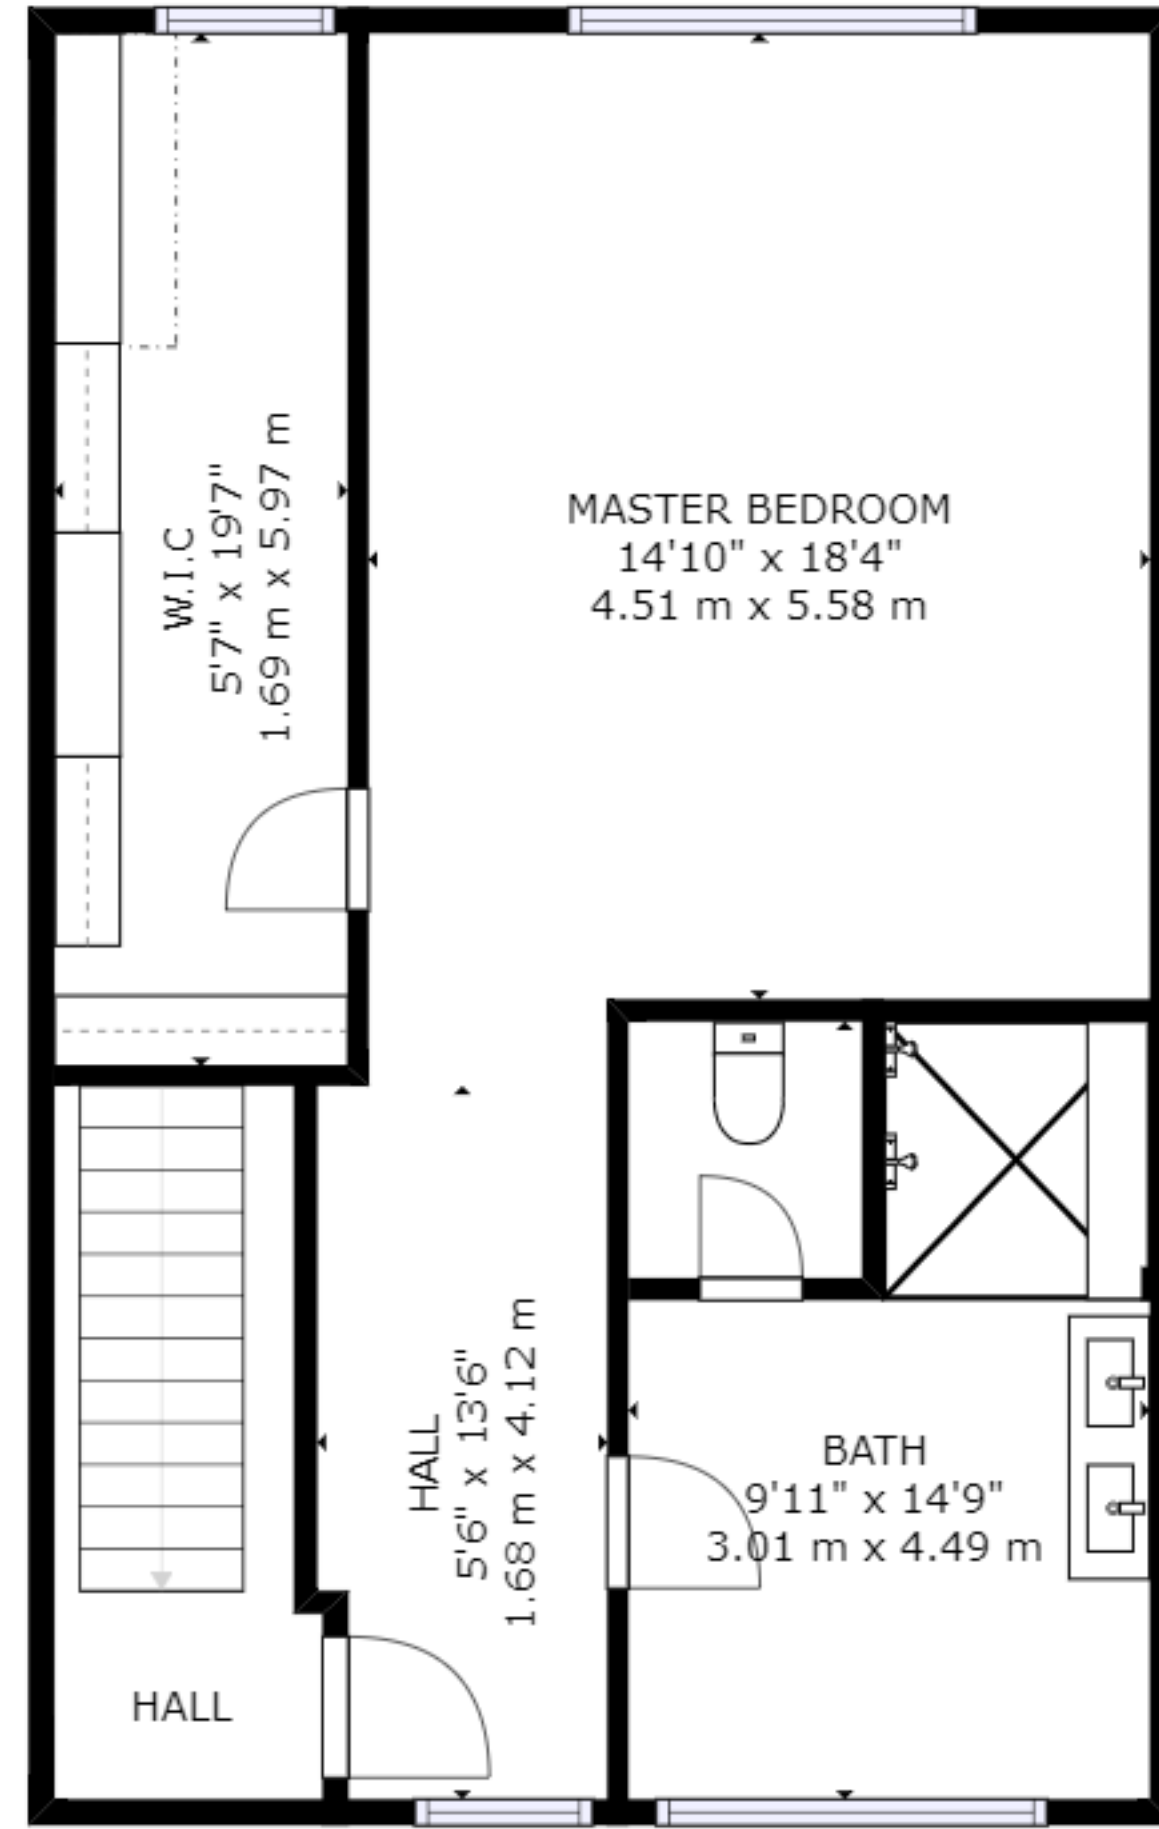 MASTER BEDROOM
14'10" x 18'4"
4.51 m x 5.58 m
W.I.C
5'7" x 19'7"
1.69 m x 5.97 m
HALL
5'6" x 13'6"
1.68 m x 4.12 m
BATH
9'11" x 14'9"
3.01 m x 4.49 m
HALL